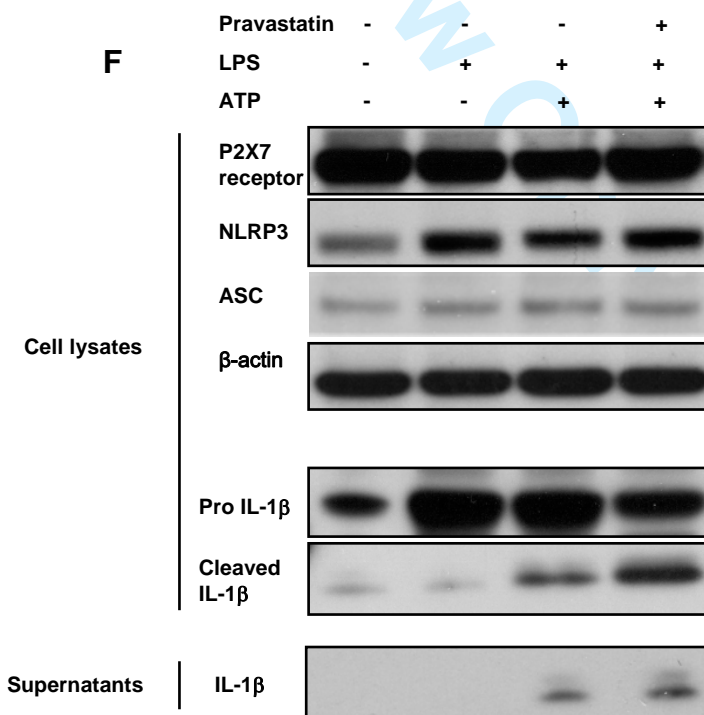 Pravastatin - - - +
F LPS - + + +
ATP - - + +
P2X7
receptor
NLRP3
ASC
Cell lysates
β-actin
Pro IL-1β
Cleaved
IL-1β
Supernatants IL-1β